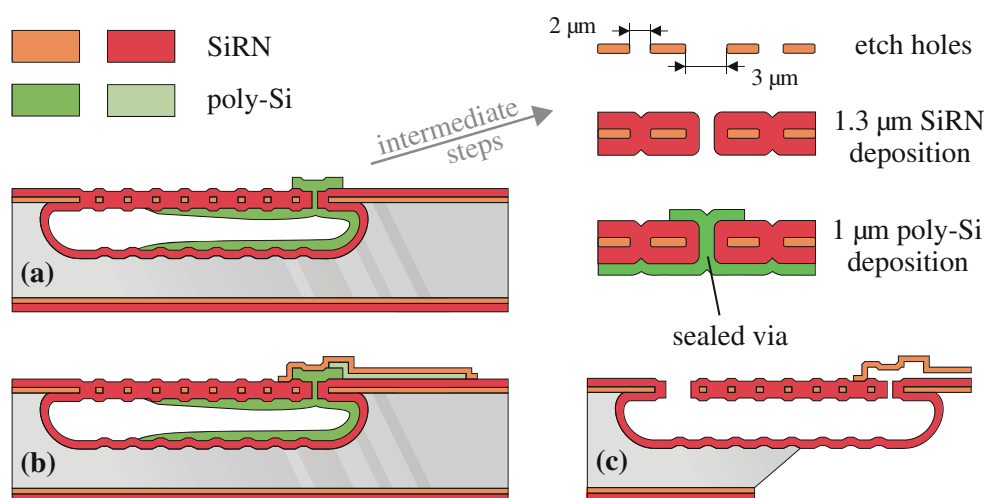 SiRN
poly-Si
intermediate
steps
2 µm
3 µm
etch holes
1.3 µm SiRN
deposition
1 µm poly-Si
deposition
sealed via
(a)
(b)
(c)